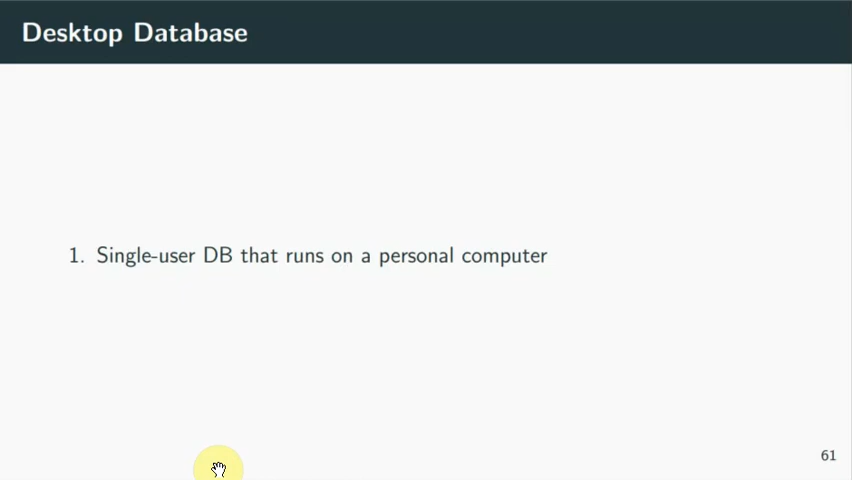 Desktop Database
1. Single-user DB that runs on a personal computer
61